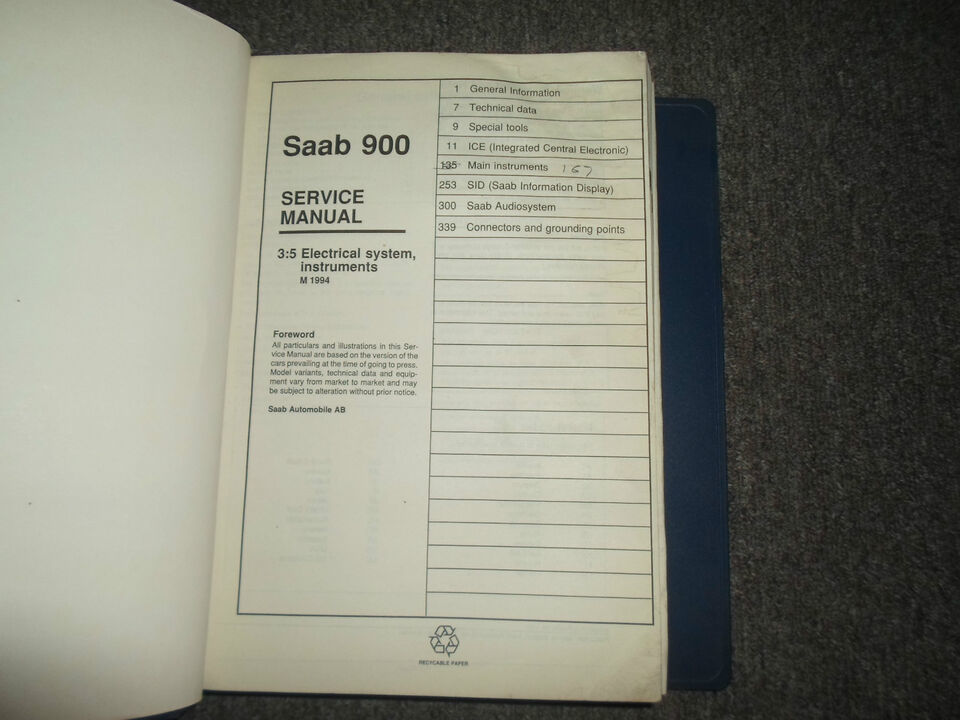 Saab 900
SERVICE
MANUAL
3:5 Electrical system,
instruments
M 1994
Foreword
All particulars and illustrations in this Ser-
vice Manual are based on the version of the
cars prevailing at the time of going to press.
Model variants, technical data and equip-
ment vary from market to market and may
be subject to alteration without prior notice.
Saab Automobile AB
1 General Information
7 Technical data
9 Special tools
11 ICE (Integrated Central Electronic)
135 Main instruments 167
253 SID (Saab Information Display)
300 Saab Audiosystem
339 Connectors and grounding points
RECYCLABLE PAPER